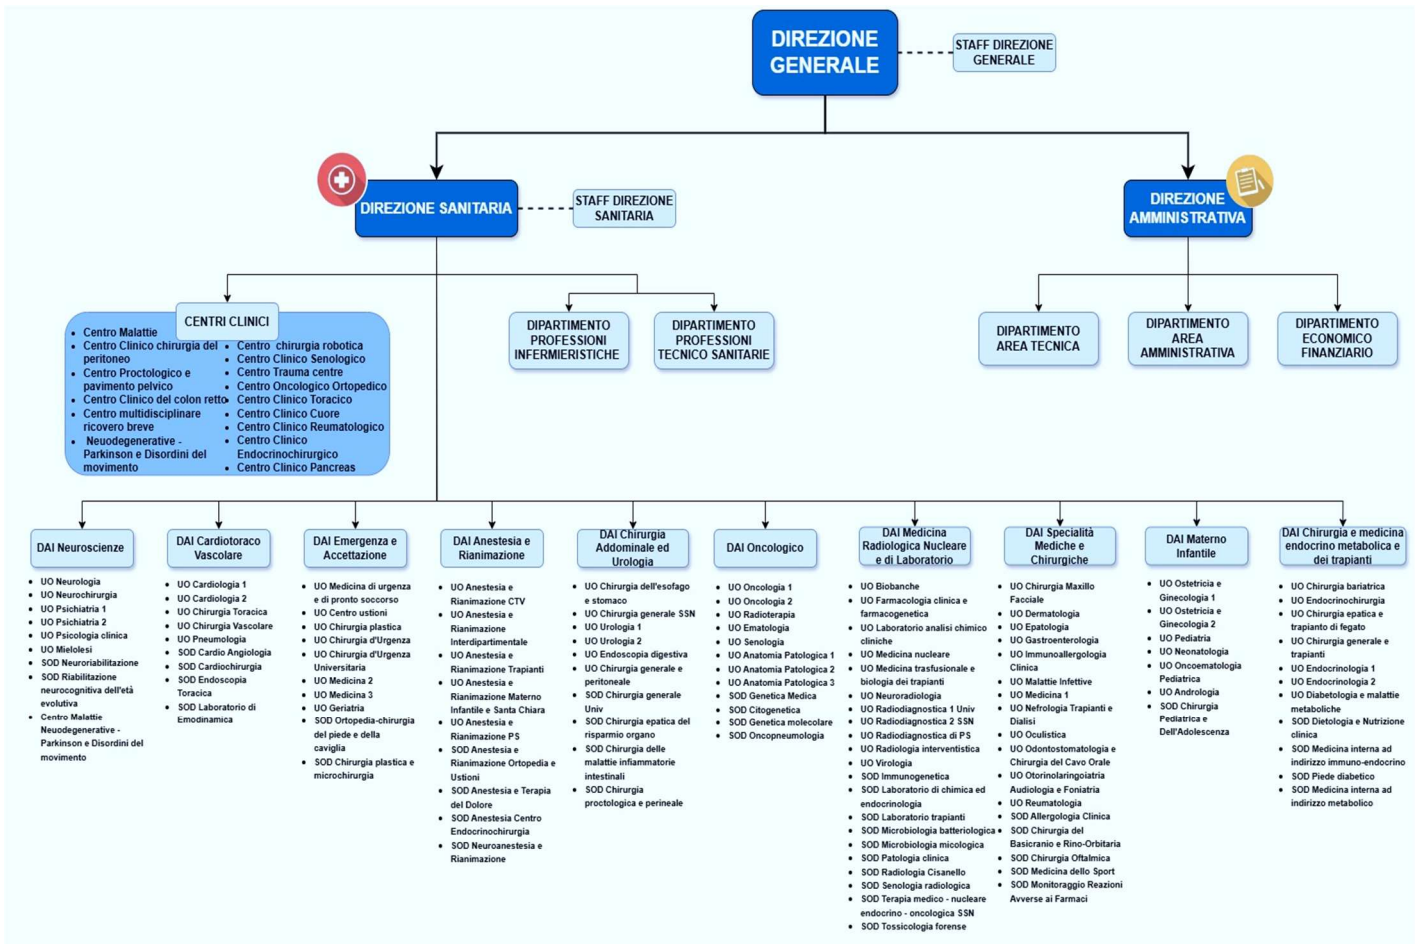 DIREZIONE
GENERALE
STAFF DIREZIONE
GENERALE
DIREZIONE SANITARIA
STAFF DIREZIONE
SANITARIA
DIREZIONE
AMMINISTRATIVA
CENTRI CLINICI
• Centro Malattie
• Centro Clinico chirurgia del
peritoneo
• Centro Proctologico e
pavimento pelvico
• Centro Clinico del colon retto
• Centro multidisciplinare
ricovero breve
• Neuodegenerative -
Parkinson e Disordini del
movimento
• Centro chirurgia robotica
• Centro Clinico Senologico
• Centro Trauma centre
• Centro Oncologico Ortopedico
• Centro Clinico Toracico
• Centro Clinico Cuore
• Centro Clinico Reumatologico
• Centro Clinico
Endocrinochirurgico
• Centro Clinico Pancreas
DIPARTIMENTO
PROFESSIONI
INFERMIERISTICHE
DIPARTIMENTO
PROFESSIONI
TECNICO SANITARIE
DIPARTIMENTO
AREA TECNICA
DIPARTIMENTO
AREA
AMMINISTRATIVA
DIPARTIMENTO
ECONOMICO
FINANZIARIO
DAI Neuroscienze
• UO Neurologia
• UO Neurochirurgia
• UO Psichiatria 1
• UO Psichiatria 2
• UO Psicologia clinica
• UO Mielolesi
• SOD Neuroriabilitazione
• SOD Riabilitazione
neurocognitiva dell'età
evolutiva
• Centro Malattie
Neuodegenerative -
Parkinson e Disordini del
movimento
DAI Cardiotoraco
Vascolare
• UO Cardiologia 1
• UO Cardiologia 2
• UO Chirurgia Toracica
• UO Chirurgia Vascolare
• UO Pneumologia
• SOD Cardio Angiologia
• SOD Cardiochirurgia
• SOD Endoscopia
Toracica
• SOD Laboratorio di
Emodinamica
DAI Emergenza e
Accettazione
• UO Medicina di urgenza
e di pronto soccorso
• UO Centro ustioni
• UO Chirurgia plastica
• UO Chirurgia d'Urgenza
• UO Chirurgia d'Urgenza
Universitaria
• UO Medicina 2
• UO Medicina 3
• UO Geriatria
• SOD Ortopedia-chirurgia
del piede e della
caviglia
• SOD Chirurgia plastica e
microchirurgia
DAI Anestesia e
Rianimazione
• UO Anestesia e
Rianimazione CTV
• UO Anestesia e
Rianimazione
Interdipartimentale
• UO Anestesia e
Rianimazione Trapianti
• UO Anestesia e
Rianimazione Materno
Infantile e Santa Chiara
• UO Anestesia e
Rianimazione PS
• SOD Anestesia e
Rianimazione Ortopedia e
Ustioni
• SOD Anestesia e Terapia
del Dolore
• SOD Anestesia Centro
Endocrinochirurgia
• SOD Neuroanestesia e
Rianimazione
DAI Chirurgia
Addominale ed
Urologia
• UO Chirurgia dell'esofago
e stomaco
• UO Chirurgia generale SSN
• UO Urologia 1
• UO Urologia 2
• UO Endoscopia digestiva
• UO Chirurgia generale e
peritoneale
• SOD Chirurgia generale
Univ
• SOD Chirurgia epatica del
risparmio organo
• SOD Chirurgia delle
malattie infiammatorie
intestinali
• SOD Chirurgia
proctologica e perineale
DAI Oncologico
• UO Oncologia 1
• UO Oncologia 2
• UO Radioterapia
• UO Ematologia
• UO Senologia
• UO Anatomia Patologica 1
• UO Anatomia Patologica 2
• UO Anatomia Patologica 3
• SOD Genetica Medica
• SOD Citogenetica
• SOD Genetica molecolare
• SOD Oncopneumologia
DAI Medicina
Radiologica Nucleare
e di Laboratorio
• UO Biobanche
• UO Farmacologia clinica e
farmacogenetica
• UO Laboratorio analisi chimico
cliniche
• UO Medicina nucleare
• UO Medicina trasfusionale e
biologia dei trapianti
• UO Neuroradiologia
• UO Radiodiagnostica 1 Univ
• UO Radiodiagnostica 2 SSN
• UO Radiodiagnostica di PS
• UO Radiologia interventistica
• UO Virologia
• SOD Immunogenetica
• SOD Laboratorio di chimica ed
endocrinologia
• SOD Laboratorio trapianti
• SOD Microbiologia batteriologica
• SOD Microbiologia micologica
• SOD Patologia clinica
• SOD Radiologia Cisanello
• SOD Senologia radiologica
• SOD Terapia medico - nucleare
endocrino - oncologica SSN
• SOD Tossicologia forense
DAI Specialità
Mediche e
Chirurgiche
• UO Chirurgia Maxillo
Facciale
• UO Dermatologia
• UO Epatologia
• UO Gastroenterologia
• UO Immunoallergologia
Clinica
• UO Malattie Infettive
• UO Medicina 1
• UO Nefrologia Trapianti e
Dialisi
• UO Oculistica
• UO Odontostomatologia e
Chirurgia del Cavo Orale
• UO Otorinolaringoiatria
Audiologia e Foniatria
• UO Reumatologia
• SOD Allergologia Clinica
• SOD Chirurgia del
Basicranio e Rino-Orbitaria
• SOD Chirurgia Oftalmica
• SOD Medicina dello Sport
• SOD Monitoraggio Reazioni
Avverse ai Farmaci
DAI Materno
Infantile
• UO Ostetricia e
Ginecologia 1
• UO Ostetricia e
Ginecologia 2
• UO Pediatria
• UO Neonatologia
• UO Oncoematologia
Pediatrica
• UO Andrologia
• SOD Chirurgia
Pediatrica e
Dell'Adolescenza
DAI Chirurgia e medicina
endocrino metabolica e
dei trapianti
• UO Chirurgia bariatrica
• UO Endocrinochirurgia
• UO Chirurgia epatica e
trapianto di fegato
• UO Chirurgia generale e
trapianti
• UO Endocrinologia 1
• UO Endocrinologia 2
• UO Diabetologia e malattie
metaboliche
• SOD Dietologia e Nutrizione
clinica
• SOD Medicina interna ad
indirizzo immuno-endocrino
• SOD Piede diabetico
• SOD Medicina interna ad
indirizzo metabolico